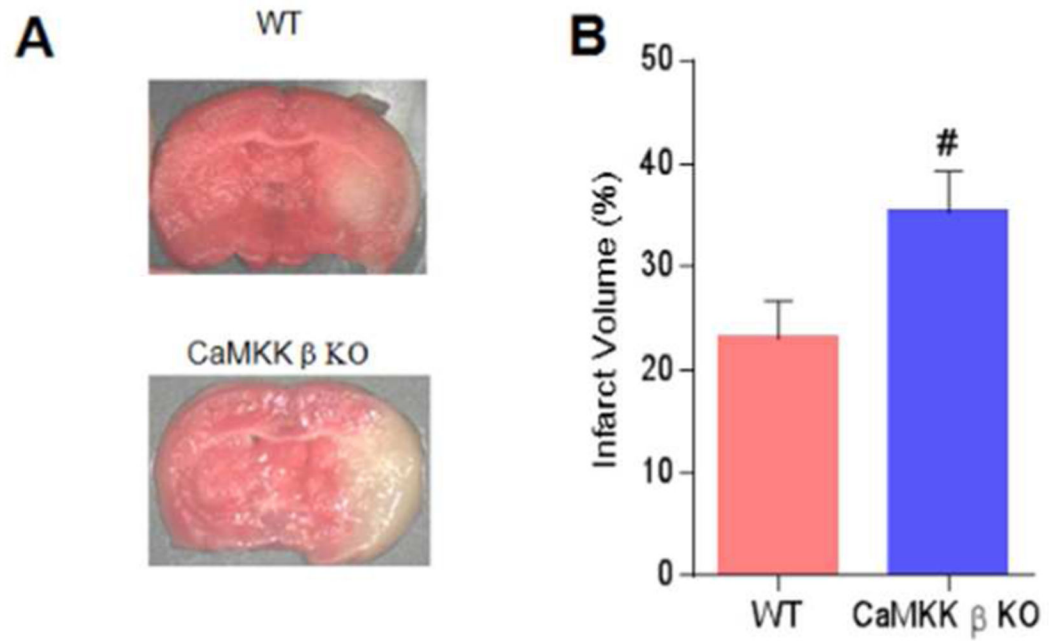 A
WT
CaMKK β KO
B
Infarct Volume (%)
50
40
30
20
10
0
#
WT
CaMKK β KO